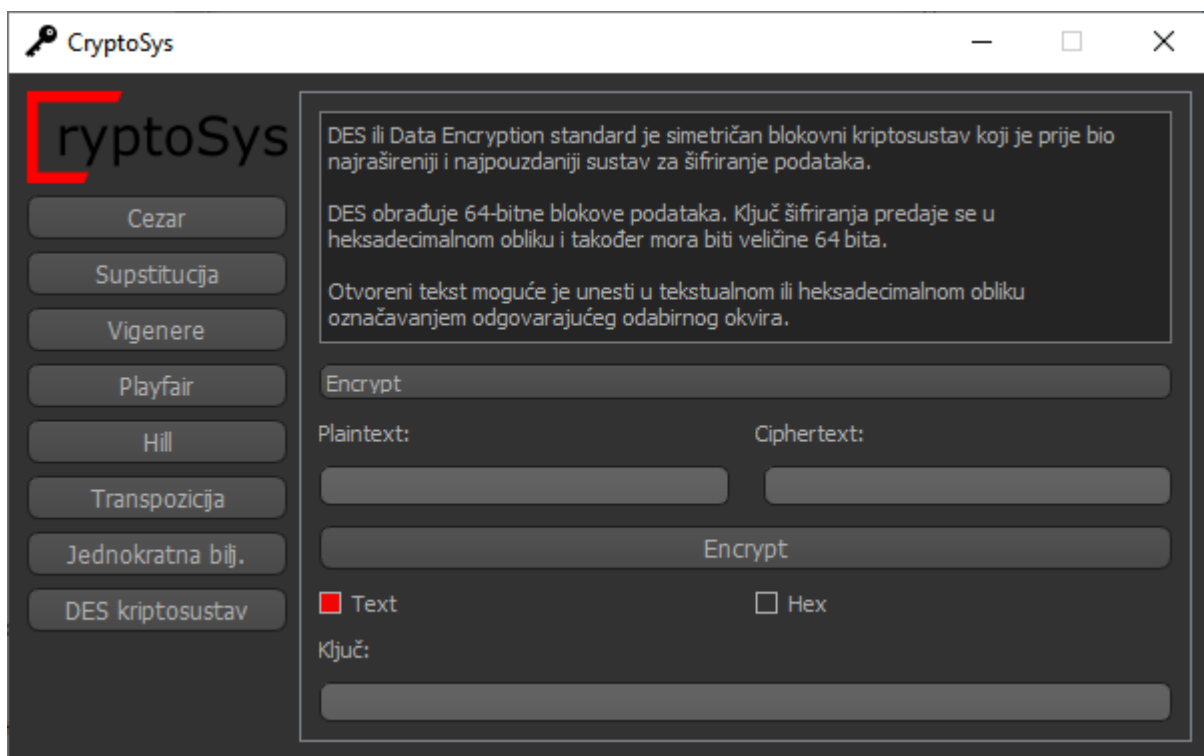 CryptoSys
CryptoSys
Cezar
Supstitucija
Vigenere
Playfair
Hill
Transpozicija
Jednokratna bilj.
DES kriptosustav
DES ili Data Encryption standard je simetričan blokovni kriptosustav koji je prije bio
najrašireniji i najpouzdaniji sustav za šifriranje podataka.
DES obrađuje 64-bitne blokove podataka. Ključ šifriranja predaje se u
heksadecimalnom obliku i također mora biti veličine 64 bita.
Otvoreni tekst moguće je unesti u tekstualnom ili heksadecimalnom obliku
označavanjem odgovarajućeg odabirnog okvira.
Encrypt
Plaintext:
Ciphertext:
Encrypt
Text
Hex
Ključ: